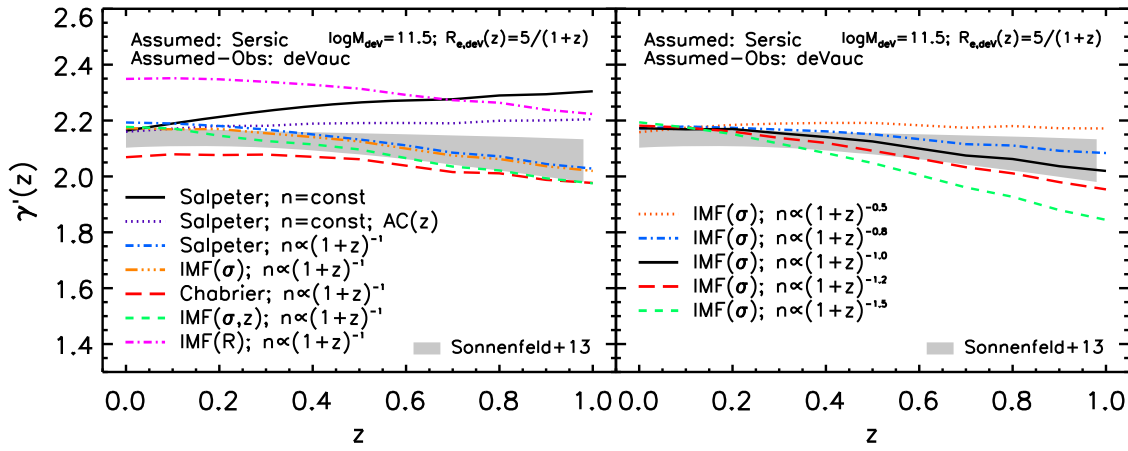 Assumed: Sersic logM_deV=11.5; R_e,deV(z)=5/(1+z)
Assumed-Obs: deVauc
Salpeter; n=const
Salpeter; n=const; AC(z)
Salpeter; n∝(1+z)^-1
IMF(σ); n∝(1+z)^-1
Chabrier; n∝(1+z)^-1
IMF(σ,z); n∝(1+z)^-1
IMF(R); n∝(1+z)^-1
Sonnenfeld+13
2.6
2.4
2.2
2.0
1.8
1.6
1.4
γ'(z)
0.0 0.2 0.4 0.6 0.8 1.0
z
Assumed: Sersic logM_deV=11.5; R_e,deV(z)=5/(1+z)
Assumed-Obs: deVauc
IMF(σ); n∝(1+z)^-0.5
IMF(σ); n∝(1+z)^-0.8
IMF(σ); n∝(1+z)^-1.0
IMF(σ); n∝(1+z)^-1.2
IMF(σ); n∝(1+z)^-1.5
Sonnenfeld+13
0.0 0.2 0.4 0.6 0.8 1.0
z